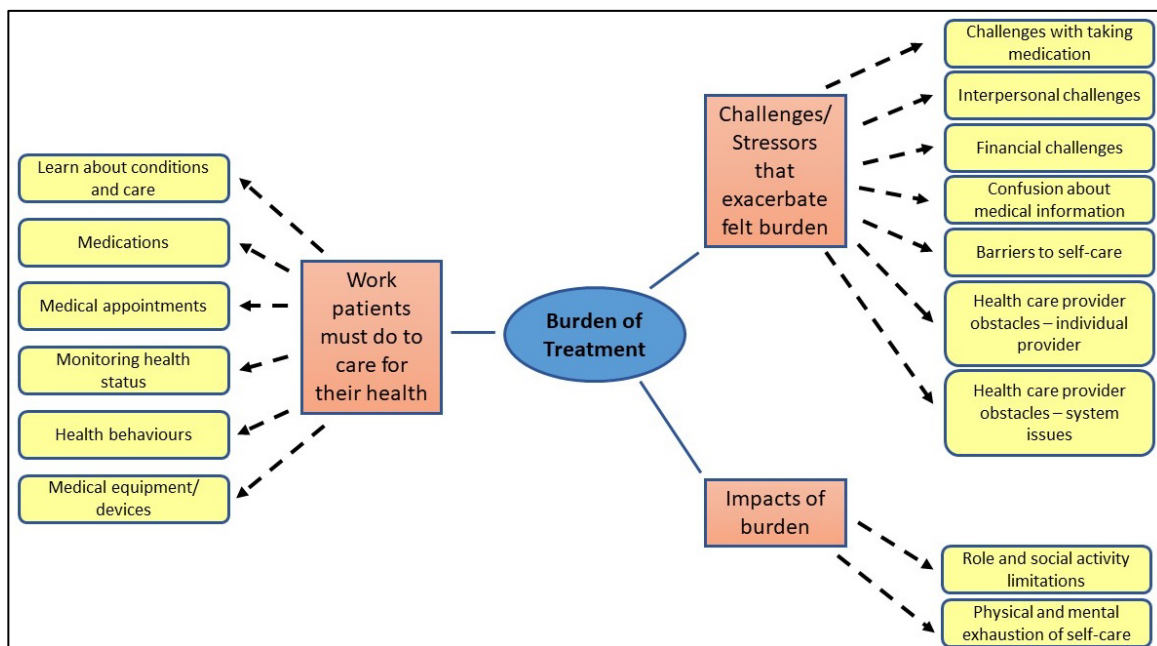 Learn about conditions
and care
Medications
Medical appointments
Monitoring health
status
Health behaviours
Medical equipment/
devices
Work
patients
must do to
care for
their health
Burden of
Treatment
Challenges/
Stressors
that
exacerbate
felt burden
Challenges with taking
medication
Interpersonal challenges
Financial challenges
Confusion about
medical information
Barriers to self-care
Health care provider
obstacles – individual
provider
Health care provider
obstacles – system
issues
Impacts of
burden
Role and social activity
limitations
Physical and mental
exhaustion of self-care